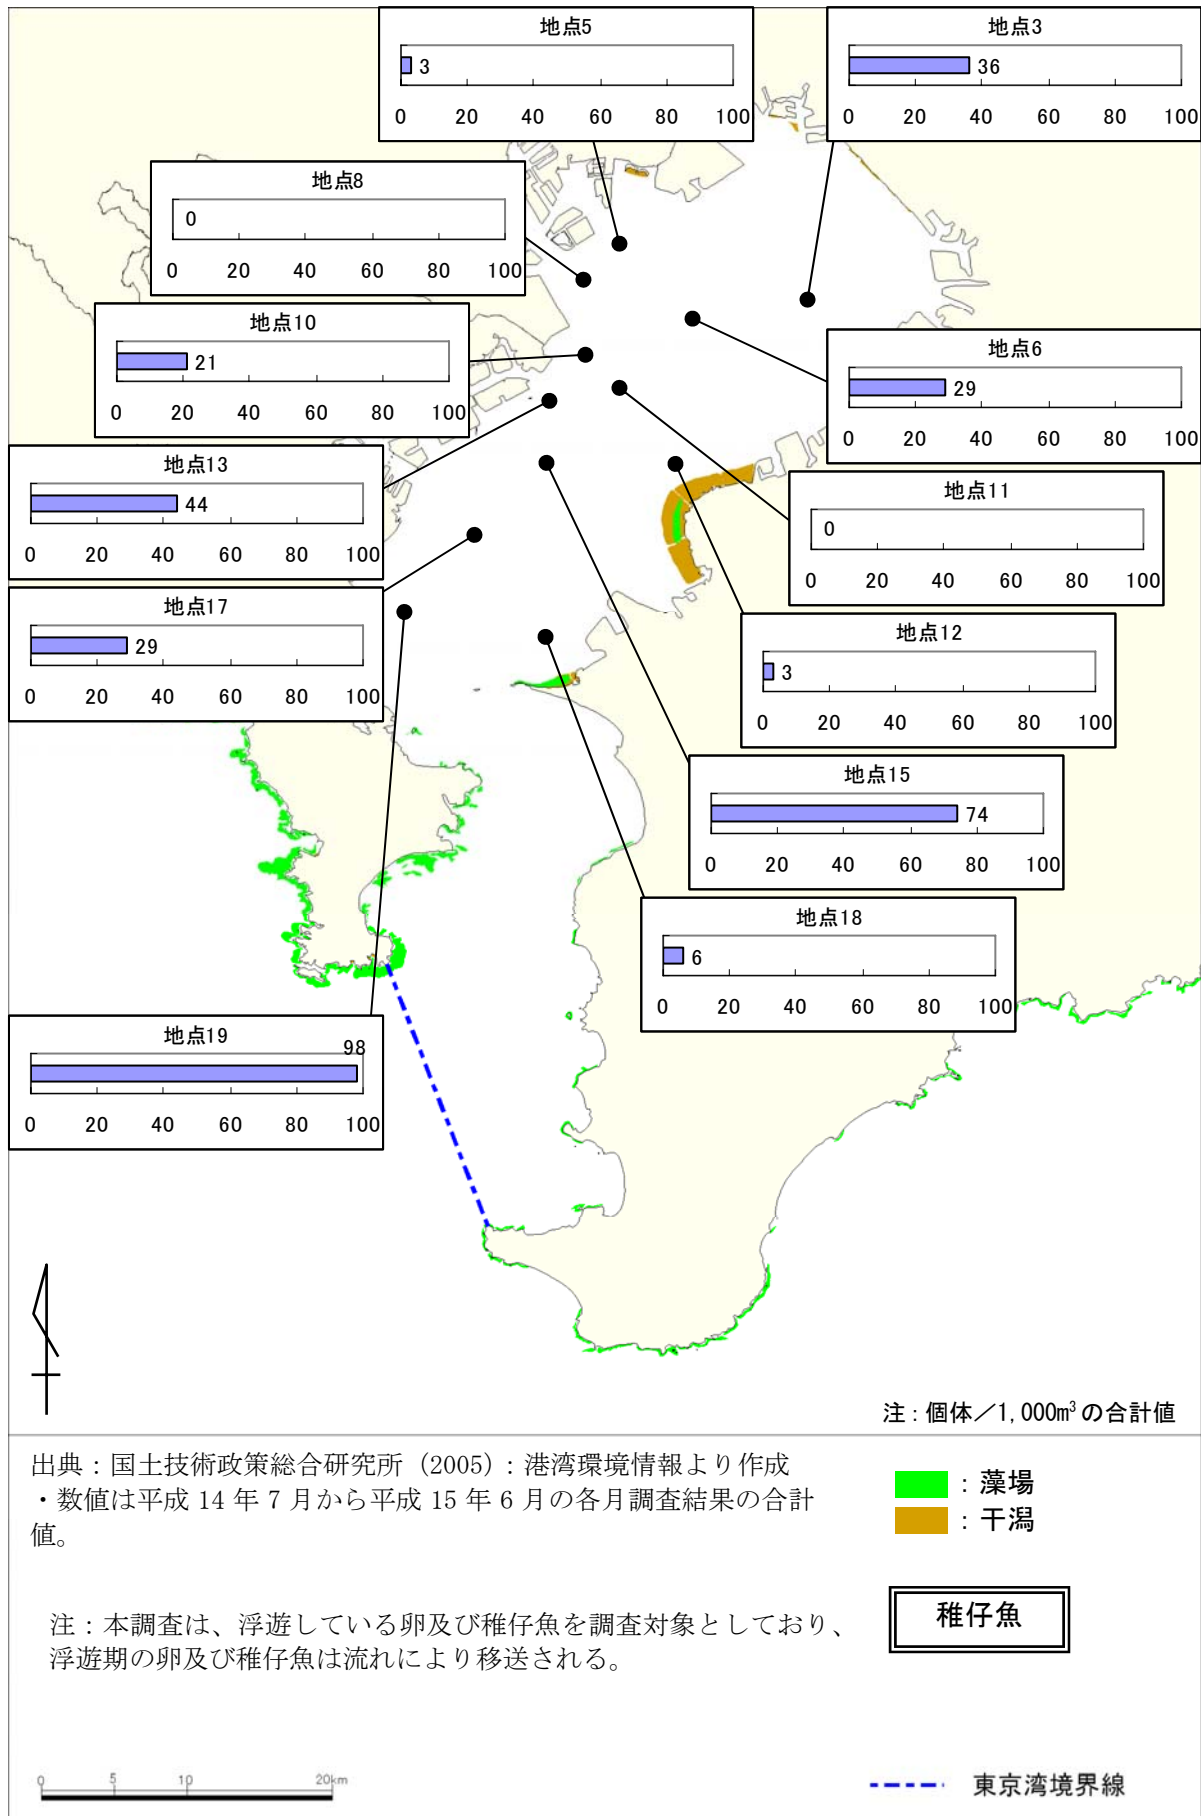 地点5
3
0 20 40 60 80 100
地点3
36
0 20 40 60 80 100
地点8
0
0 20 40 60 80 100
地点10
21
0 20 40 60 80 100
地点6
29
0 20 40 60 80 100
地点13
44
0 20 40 60 80 100
地点11
0
0 20 40 60 80 100
地点17
29
0 20 40 60 80 100
地点12
3
0 20 40 60 80 100
地点15
74
0 20 40 60 80 100
地点18
6
0 20 40 60 80 100
地点19
98
0 20 40 60 80 100
注：個体／1,000m³の合計値
出典：国土技術政策総合研究所（2005）：港湾環境情報より作成
・数値は平成 14 年 7 月から平成 15 年 6 月の各月調査結果の合計
値。
：藻場
：干潟
注：本調査は、浮遊している卵及び稚仔魚を調査対象としており、
浮遊期の卵及び稚仔魚は流れにより移送される。
稚仔魚
0 5 10 20km
東京湾境界線